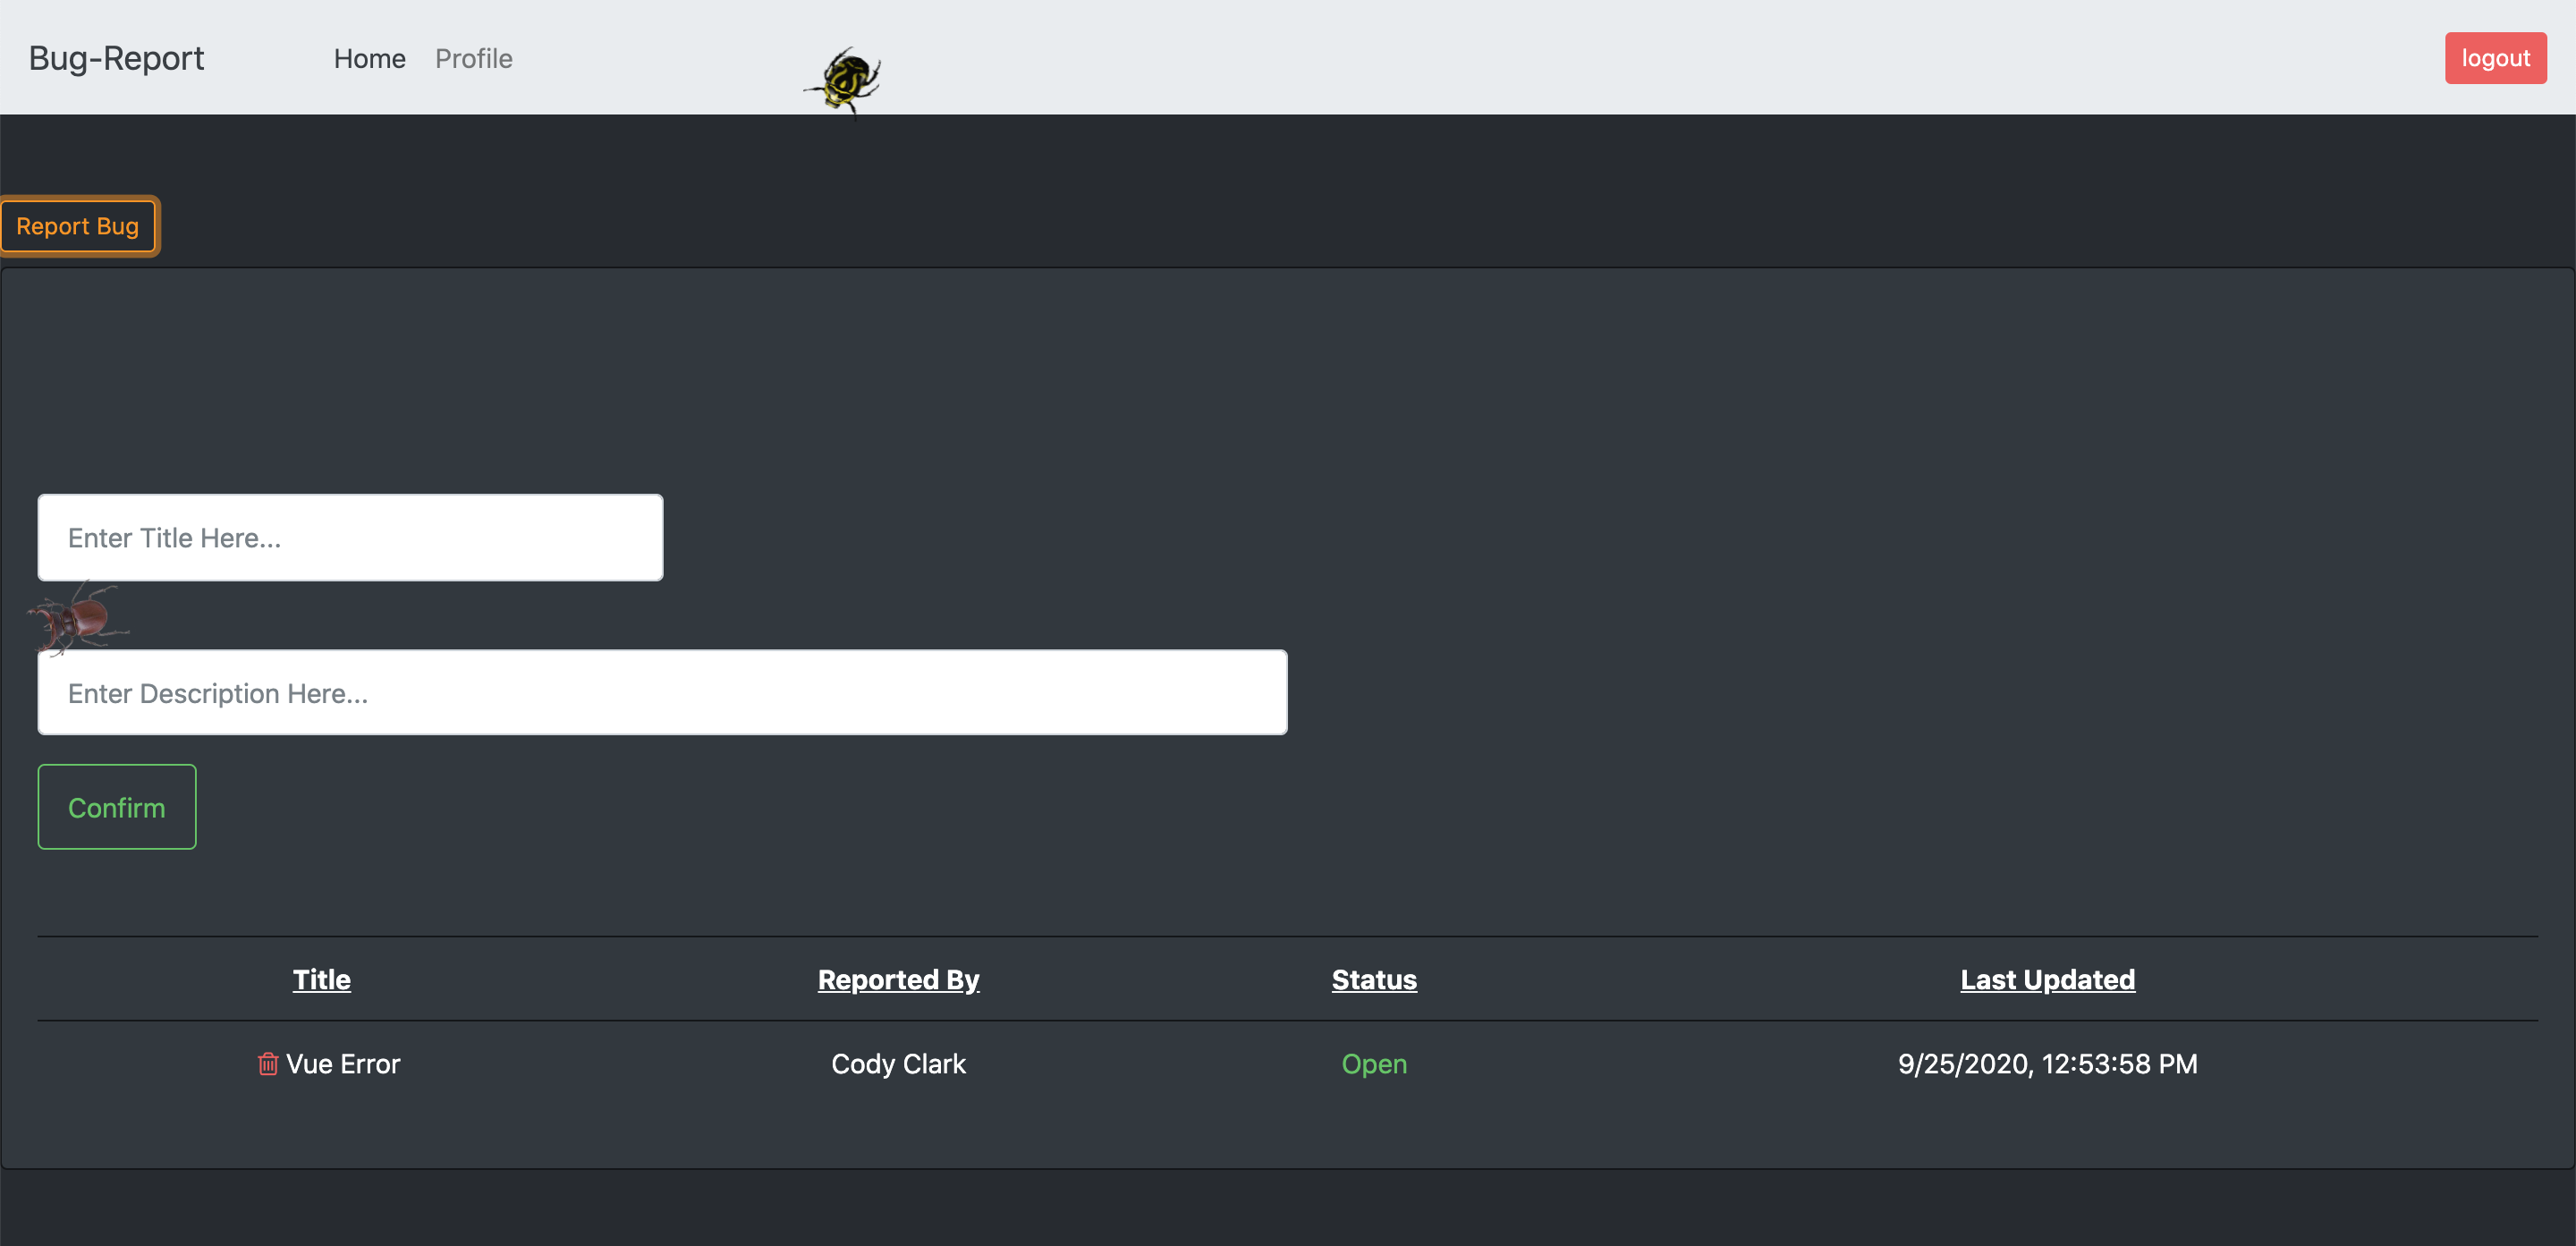 Bug-Report Home Profile logout
Report Bug
Enter Title Here...
Enter Description Here...
Confirm
Title Reported By Status Last Updated
Vue Error Cody Clark Open 9/25/2020, 12:53:58 PM